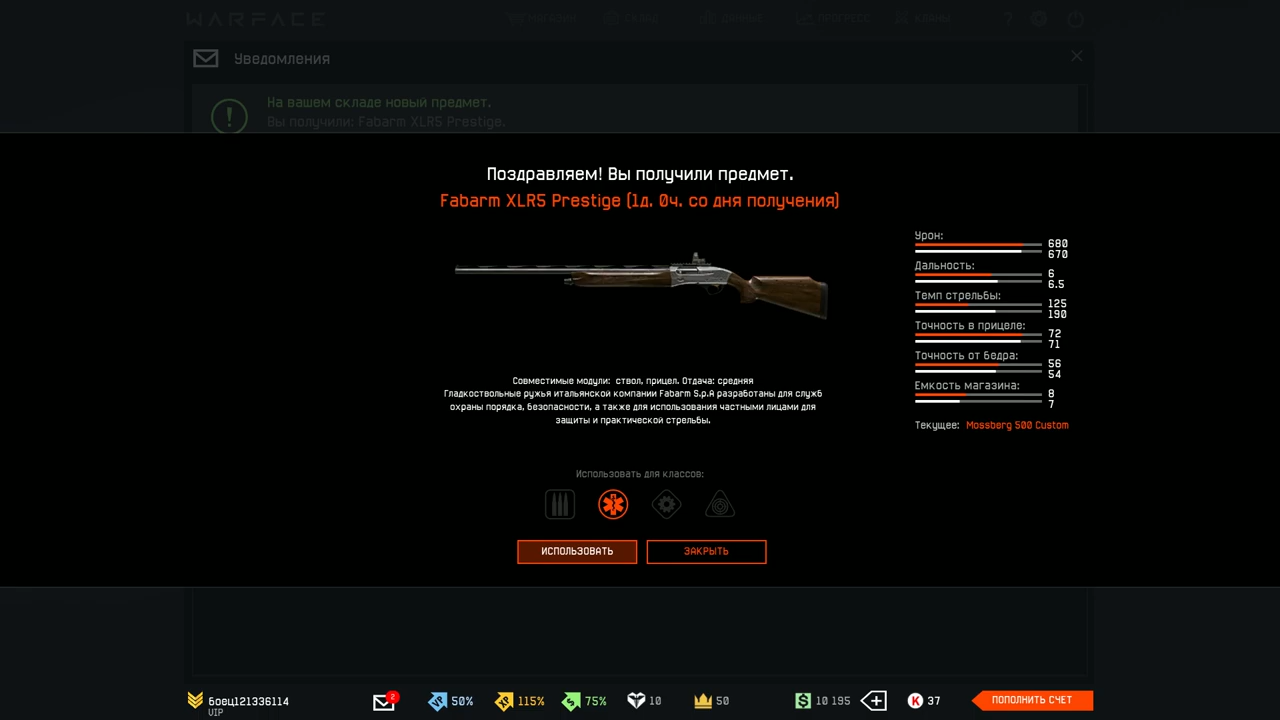 WARFACE
МАГАЗИН СКЛАД ДАННЫЕ ПРОГРЕСС КЛАНЫ ?
Уведомления
На вашем складе новый предмет.
Вы получили: Fabarm XLR5 Prestige.
Поздравляем! Вы получили предмет.
Fabarm XLR5 Prestige (1д. 0ч. со дня получения)
Урон:
680
670
Дальность:
6
6.5
Темп стрельбы:
125
190
Точность в прицеле:
72
71
Точность от бедра:
56
54
Емкость магазина:
8
7
Текущее: Mossberg 500 Custom
Совместимые модули: ствол, прицел. Отдача: средняя
Гладкоствольные ружья итальянской компании Fabarm S.p.A разработаны для служб
охраны порядка, безопасности, а также для использования частными лицами для
защиты и практической стрельбы.
Использовать для классов:
ИСПОЛЬЗОВАТЬ ЗАКРЫТЬ
боец121336114
VIP
2 50% 115% 75% 10 50 $ 10 195 K 37 ПОПОЛНИТЬ СЧЕТ